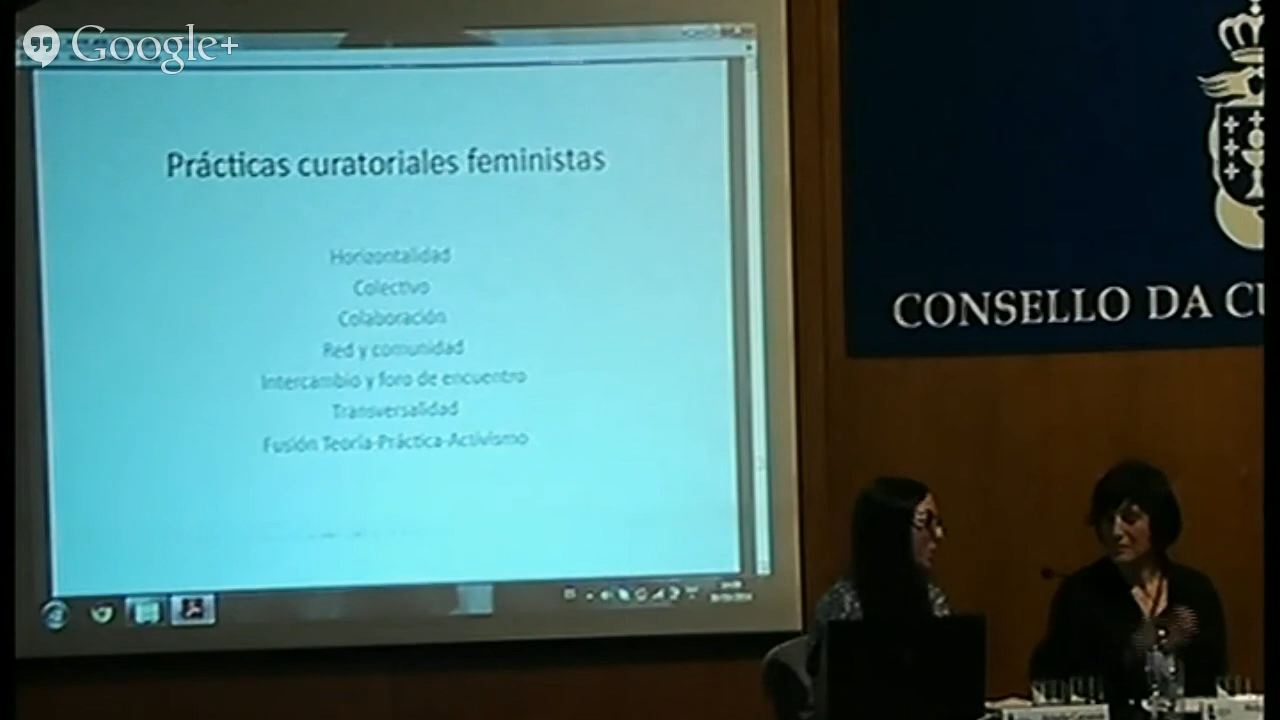 Google+
Prácticas curatoriales feministas
Horizontalidad
Colectivo
Colaboración
Red y comunidad
Intercambio y foro de encuentro
Transversalidad
Fusión Teoría-Práctica-Activismo
CONSELLO DA CU